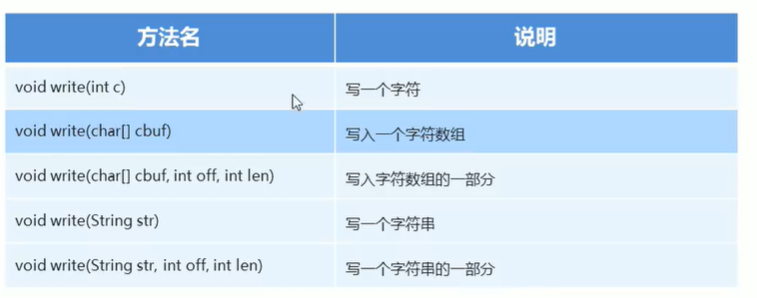 方法名 说明
void write(int c) 写一个字符
void write(char[] cbuf) 写入一个字符数组
void write(char[] cbuf, int off, int len) 写入字符数组的一部分
void write(String str) 写一个字符串
void write(String str, int off, int len) 写一个字符串的一部分